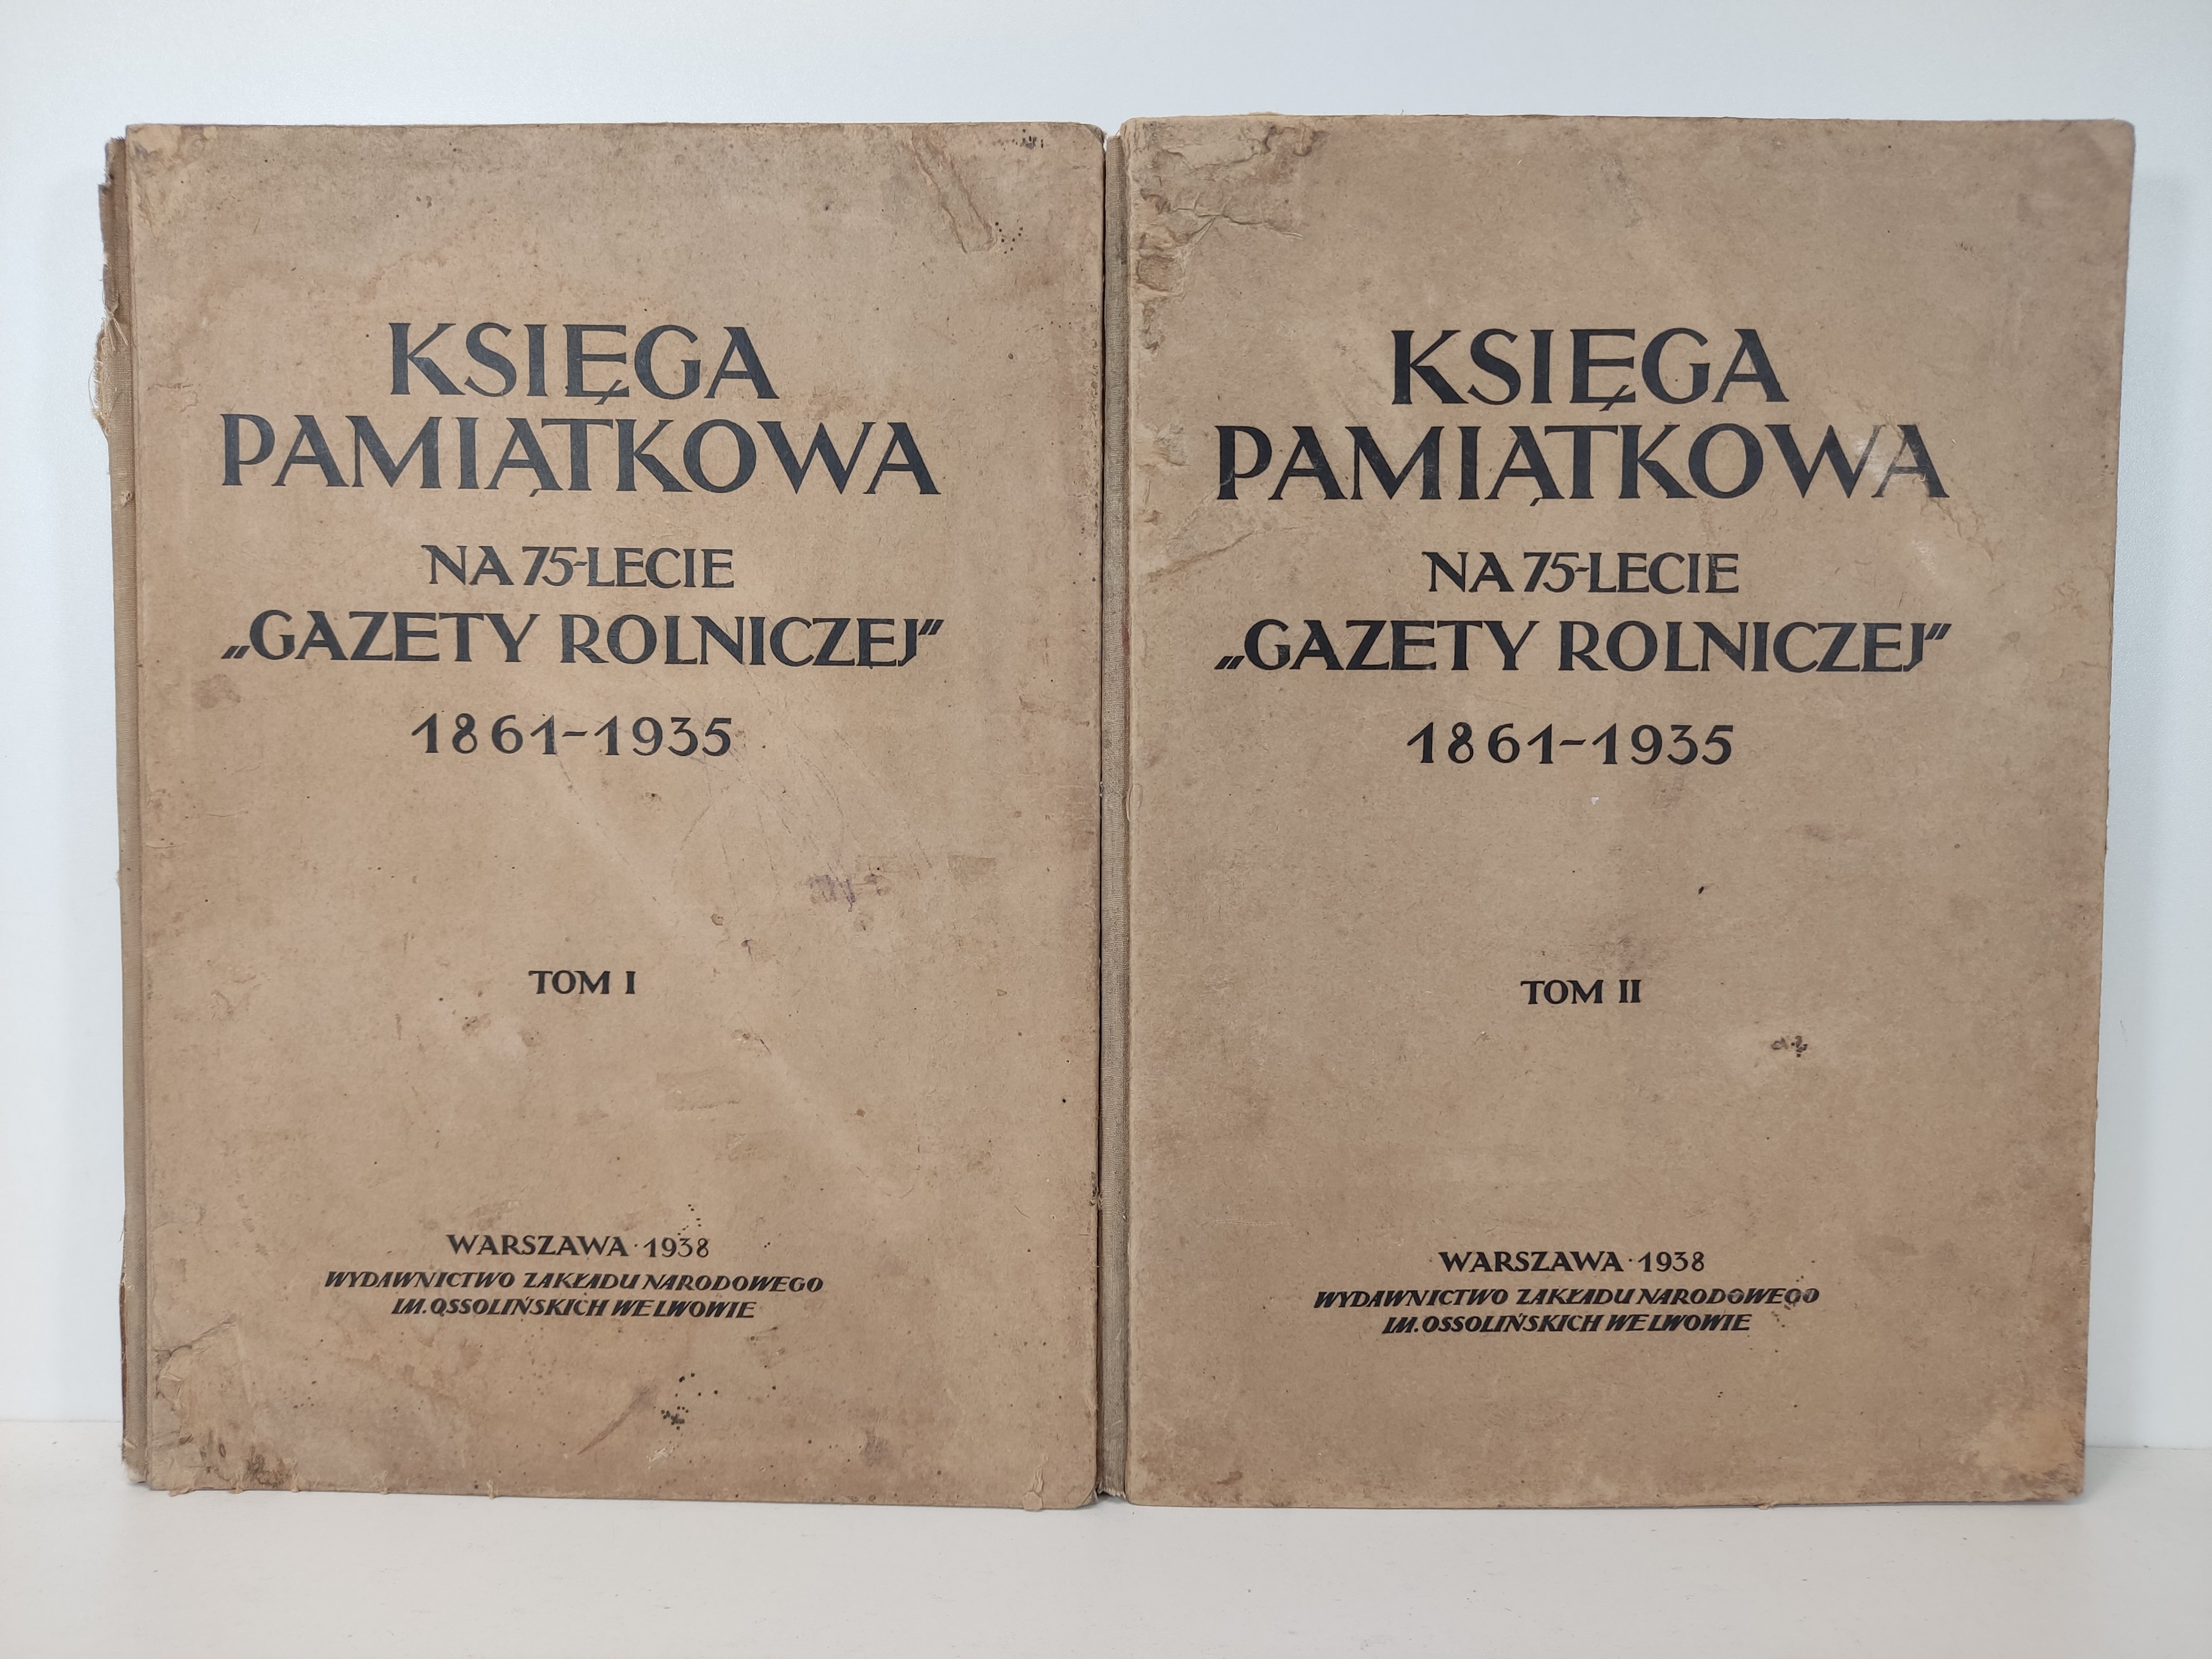 KSIĘGA
PAMIĄTKOWA
NA 75-LECIE
„GAZETY ROLNICZEJ”
1861–1935
TOM I
WARSZAWA · 1938
WYDAWNICTWO ZAKŁADU NARODOWEGO
IM. OSSOLIŃSKICH WE LWOWIE
KSIĘGA
PAMIĄTKOWA
NA 75-LECIE
„GAZETY ROLNICZEJ”
1861–1935
TOM II
WARSZAWA · 1938
WYDAWNICTWO ZAKŁADU NARODOWEGO
IM. OSSOLIŃSKICH WE LWOWIE